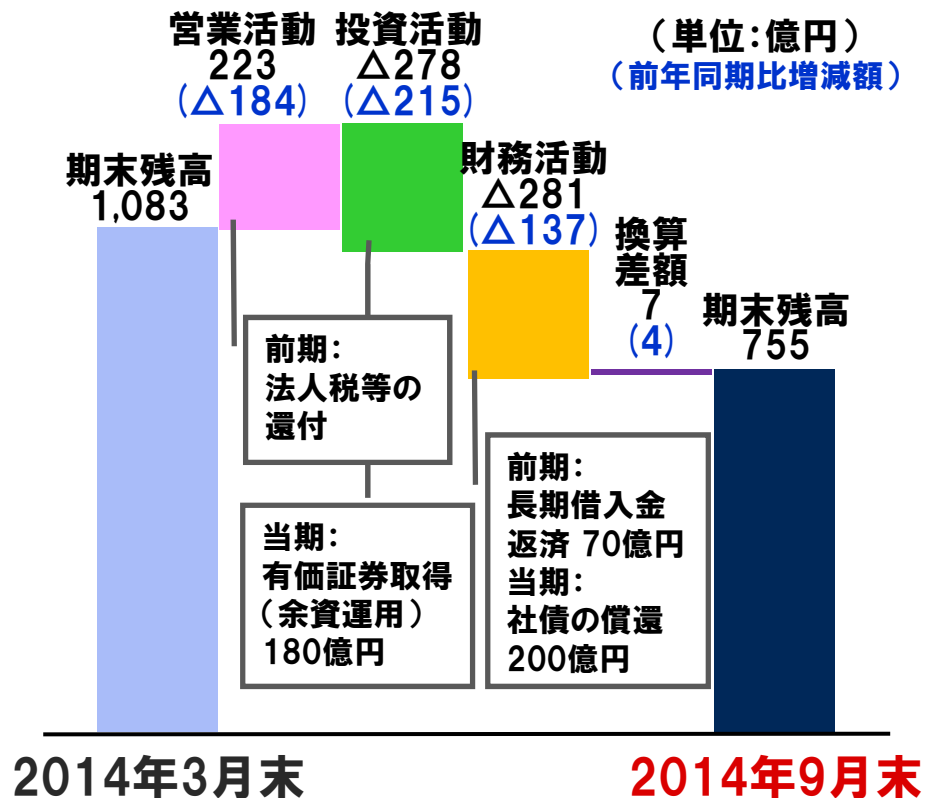 （単位：億円）
（前年同期比増減額）
営業活動
223
(△184)
投資活動
△278
(△215)
期末残高
1,083
財務活動
△281
(△137)
換算
差額
7
(4)
期末残高
755
前期：
法人税等の
還付
当期：
有価証券取得
（余資運用）
180億円
前期：
長期借入金
返済 70億円
当期：
社債の償還
200億円
2014年3月末
2014年9月末